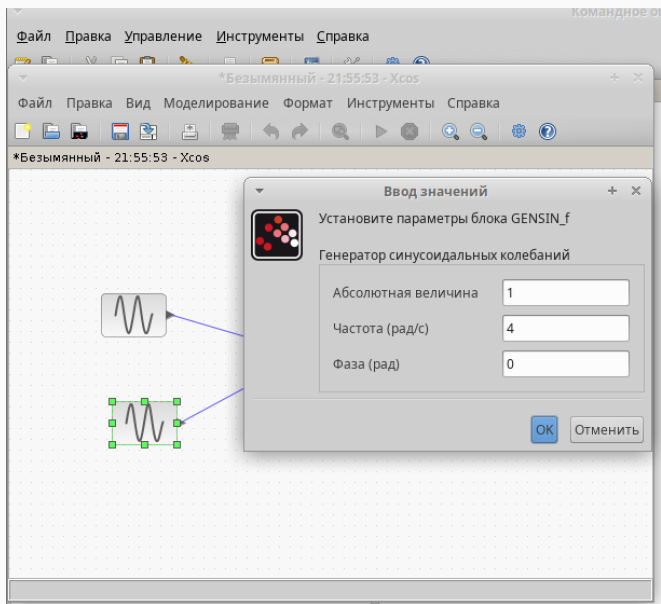 Командное о
Файл Правка Управление Инструменты Справка
*Безымянный - 21:55:53 - Xcos
Файл Правка Вид Моделирование Формат Инструменты Справка
*Безымянный - 21:55:53 - Xcos
Ввод значений
Установите параметры блока GENSIN_f
Генератор синусоидальных колебаний
Абсолютная величина 1
Частота (рад/с) 4
Фаза (рад) 0
OK Отменить